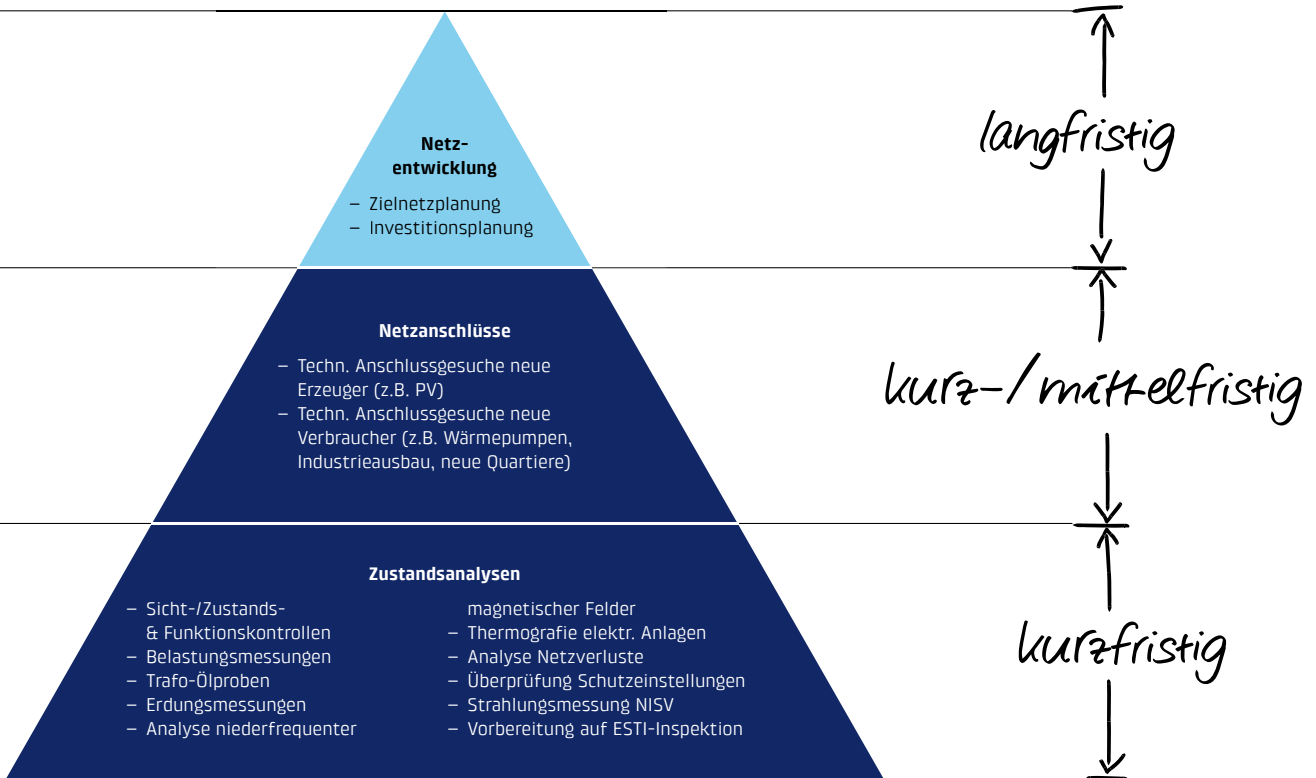 Netz-
entwicklung
– Zielnetzplanung
– Investitionsplanung
langfristig
Netzanschlüsse
– Techn. Anschlussgesuche neue
Erzeuger (z.B. PV)
– Techn. Anschlussgesuche neue
Verbraucher (z.B. Wärmepumpen,
Industrieausbau, neue Quartiere)
kurz-/mittelfristig
Zustandsanalysen
– Sicht-/Zustands-
& Funktionskontrollen
– Belastungsmessungen
– Trafo-Ölproben
– Erdungsmessungen
– Analyse niederfrequenter
magnetischer Felder
– Thermografie elektr. Anlagen
– Analyse Netzverluste
– Überprüfung Schutzeinstellungen
– Strahlungsmessung NISV
– Vorbereitung auf ESTI-Inspektion
kurzfristig